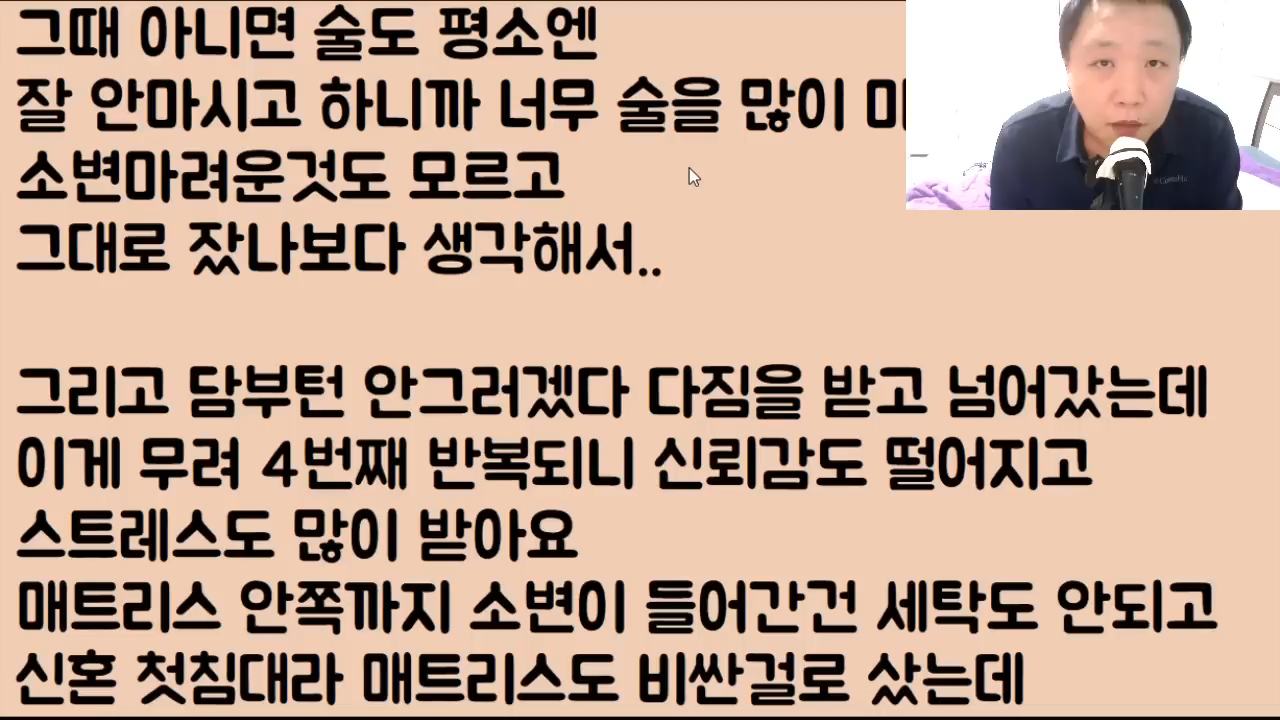 그때 아니면 술도 평소엔
잘 안마시고 하니까 너무 술을 많이
소변마려운것도 모르고
그대로 잤나보다 생각해서..
그리고 담부턴 안그러겠다 다짐을 받고 넘어갔는데
이게 무려 4번째 반복되니 신뢰감도 떨어지고
스트레스도 많이 받아요
매트리스 안쪽까지 소변이 들어간건 세탁도 안되고
신혼 첫침대라 매트리스도 비싼걸로 샀는데